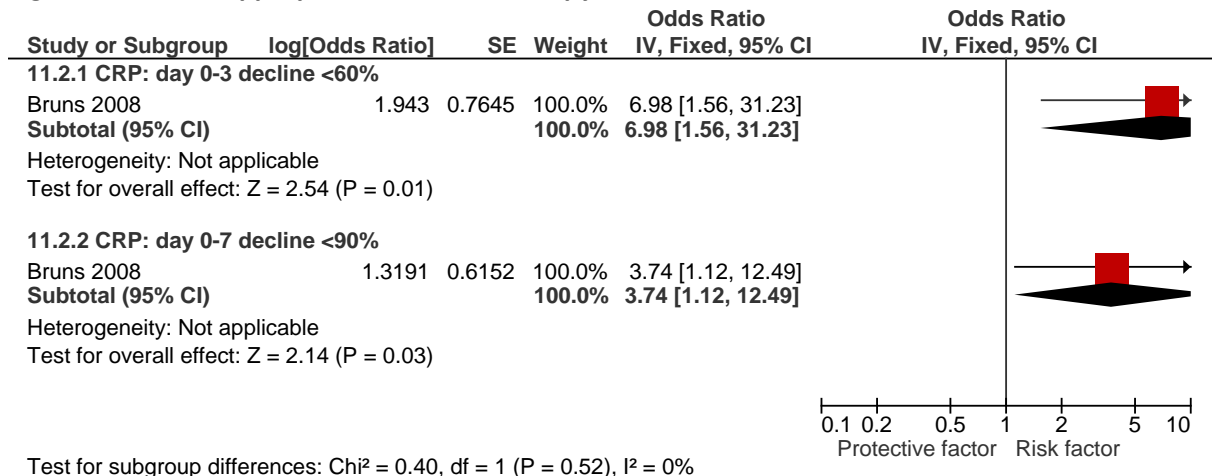 Odds Ratio Odds Ratio
Study or Subgroup log[Odds Ratio] SE Weight IV, Fixed, 95% CI IV, Fixed, 95% CI
11.2.1 CRP: day 0-3 decline <60%
Bruns 2008 1.943 0.7645 100.0% 6.98 [1.56, 31.23]
Subtotal (95% CI) 100.0% 6.98 [1.56, 31.23]
Heterogeneity: Not applicable
Test for overall effect: Z = 2.54 (P = 0.01)
11.2.2 CRP: day 0-7 decline <90%
Bruns 2008 1.3191 0.6152 100.0% 3.74 [1.12, 12.49]
Subtotal (95% CI) 100.0% 3.74 [1.12, 12.49]
Heterogeneity: Not applicable
Test for overall effect: Z = 2.14 (P = 0.03)
0.1 0.2 0.5 1 2 5 10
Protective factor Risk factor
Test for subgroup differences: Chi² = 0.40, df = 1 (P = 0.52), I² = 0%